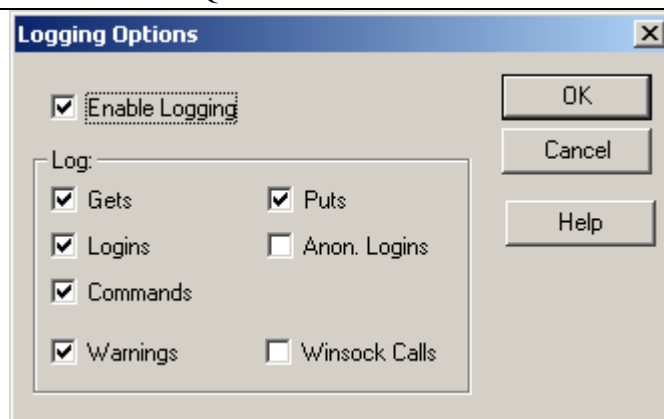 Logging Options
Enable Logging
OK
Cancel
Help
Log:
Gets
Puts
Logins
Anon. Logins
Commands
Warnings
Winsock Calls